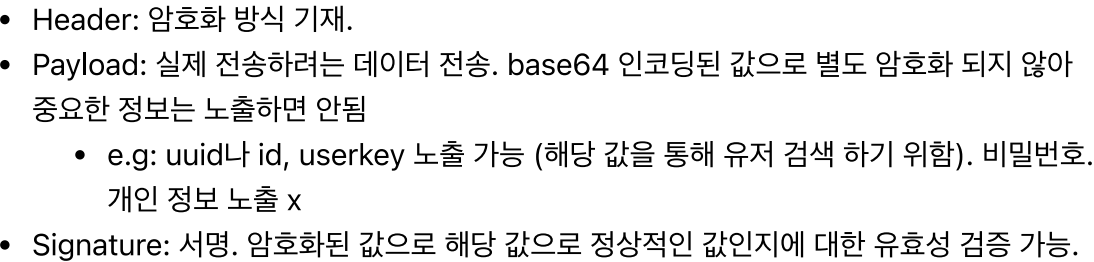 • Header: 암호화 방식 기재.
• Payload: 실제 전송하려는 데이터 전송. base64 인코딩된 값으로 별도 암호화 되지 않아
중요한 정보는 노출하면 안됨
• e.g: uuid나 id, userkey 노출 가능 (해당 값을 통해 유저 검색 하기 위함). 비밀번호.
개인 정보 노출 x
• Signature: 서명. 암호화된 값으로 해당 값으로 정상적인 값인지에 대한 유효성 검증 가능.